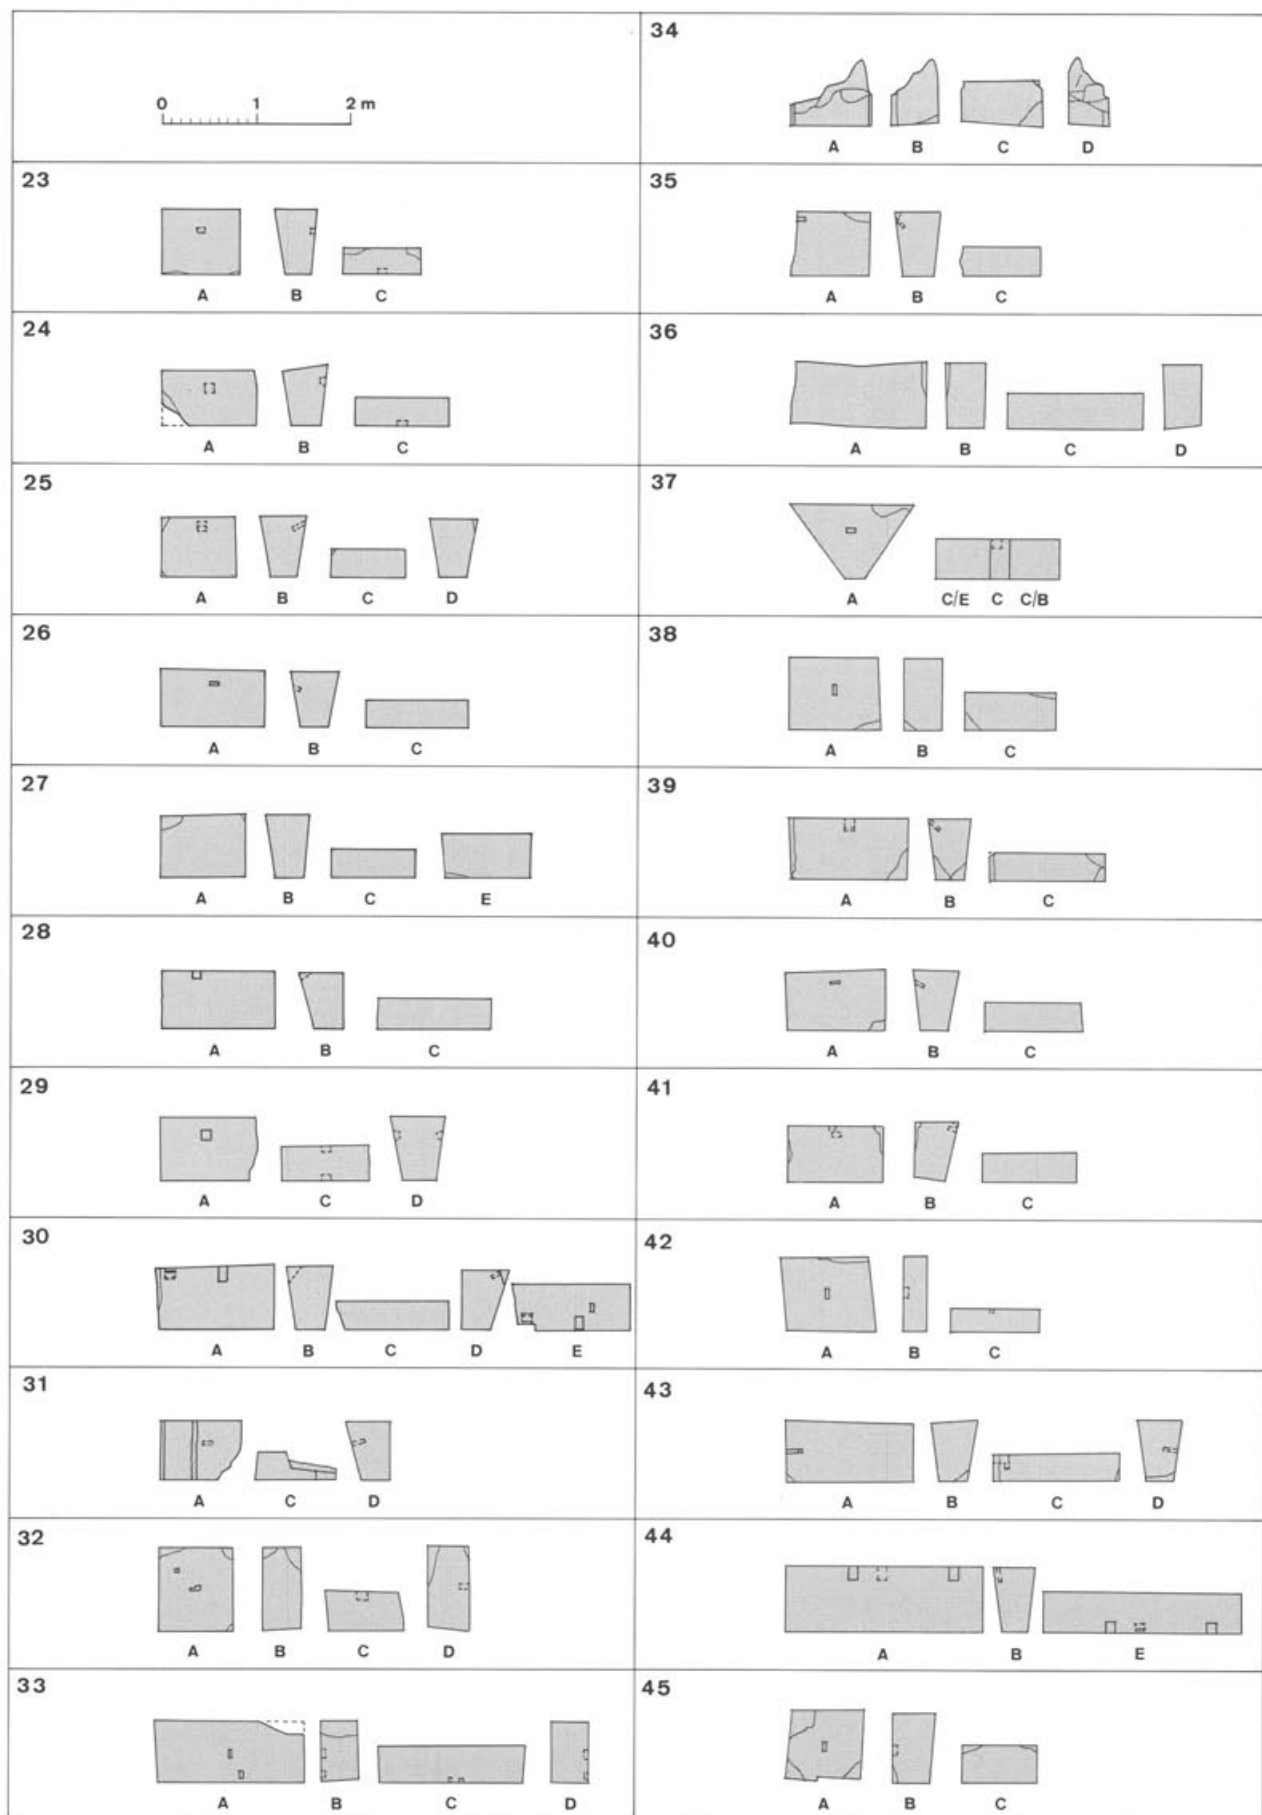 0 1 2 m
23
A B C
24
A B C
25
A B C D
26
A B C
27
A B C E
28
A B C
29
A C D
30
A B C D E
31
A C D
32
A B C D
33
A B C D
34
A B C D
35
A B C
36
A B C D
37
A C/E C C/B
38
A B C
39
A B C
40
A B C
41
A B C
42
A B C
43
A B C D
44
A B E
45
A B C